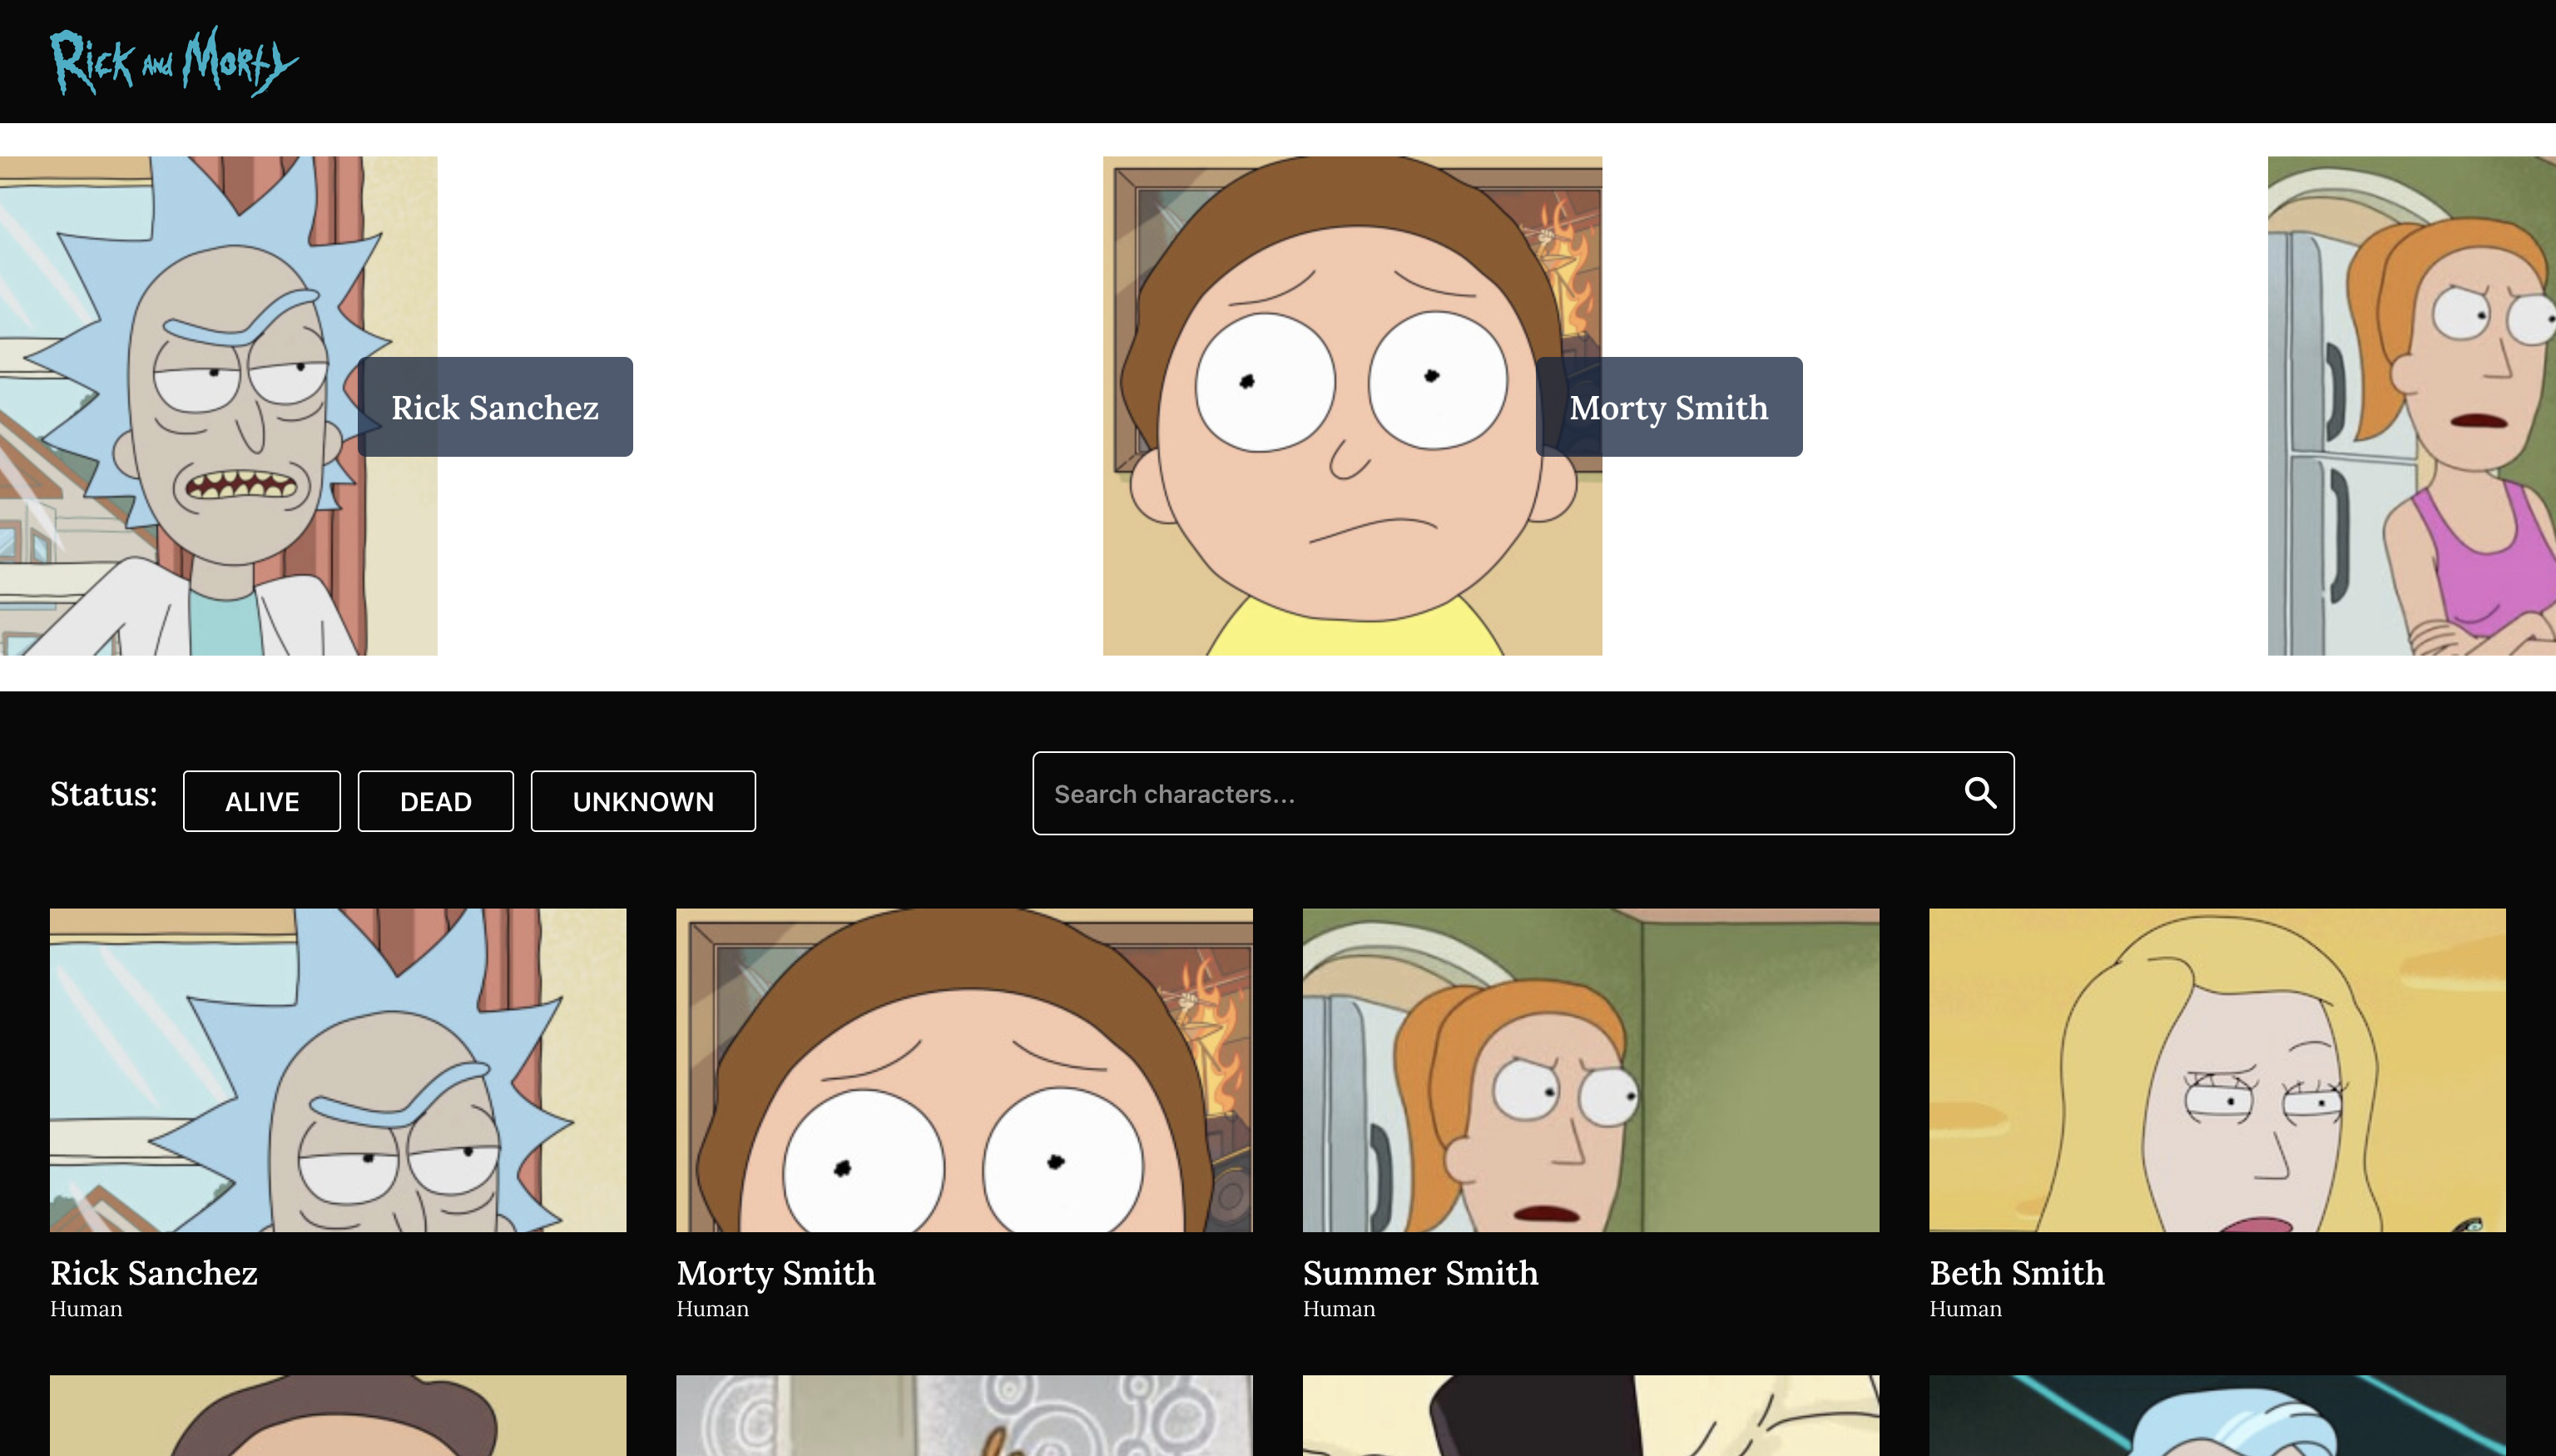 Rick and Morty
Rick Sanchez
Morty Smith
Status:
ALIVE
DEAD
UNKNOWN
Search characters...
Rick Sanchez
Human
Morty Smith
Human
Summer Smith
Human
Beth Smith
Human